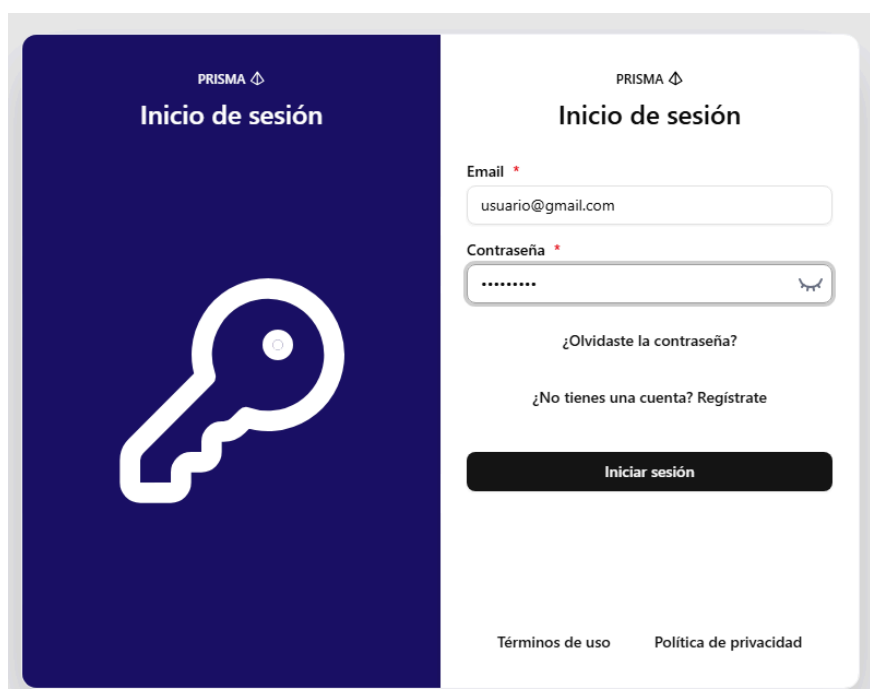 PRISMA
Inicio de sesión
PRISMA
Inicio de sesión
Email *
usuario@gmail.com
Contraseña *
•••••••••
¿Olvidaste la contraseña?
¿No tienes una cuenta? Regístrate
Iniciar sesión
Términos de uso Política de privacidad